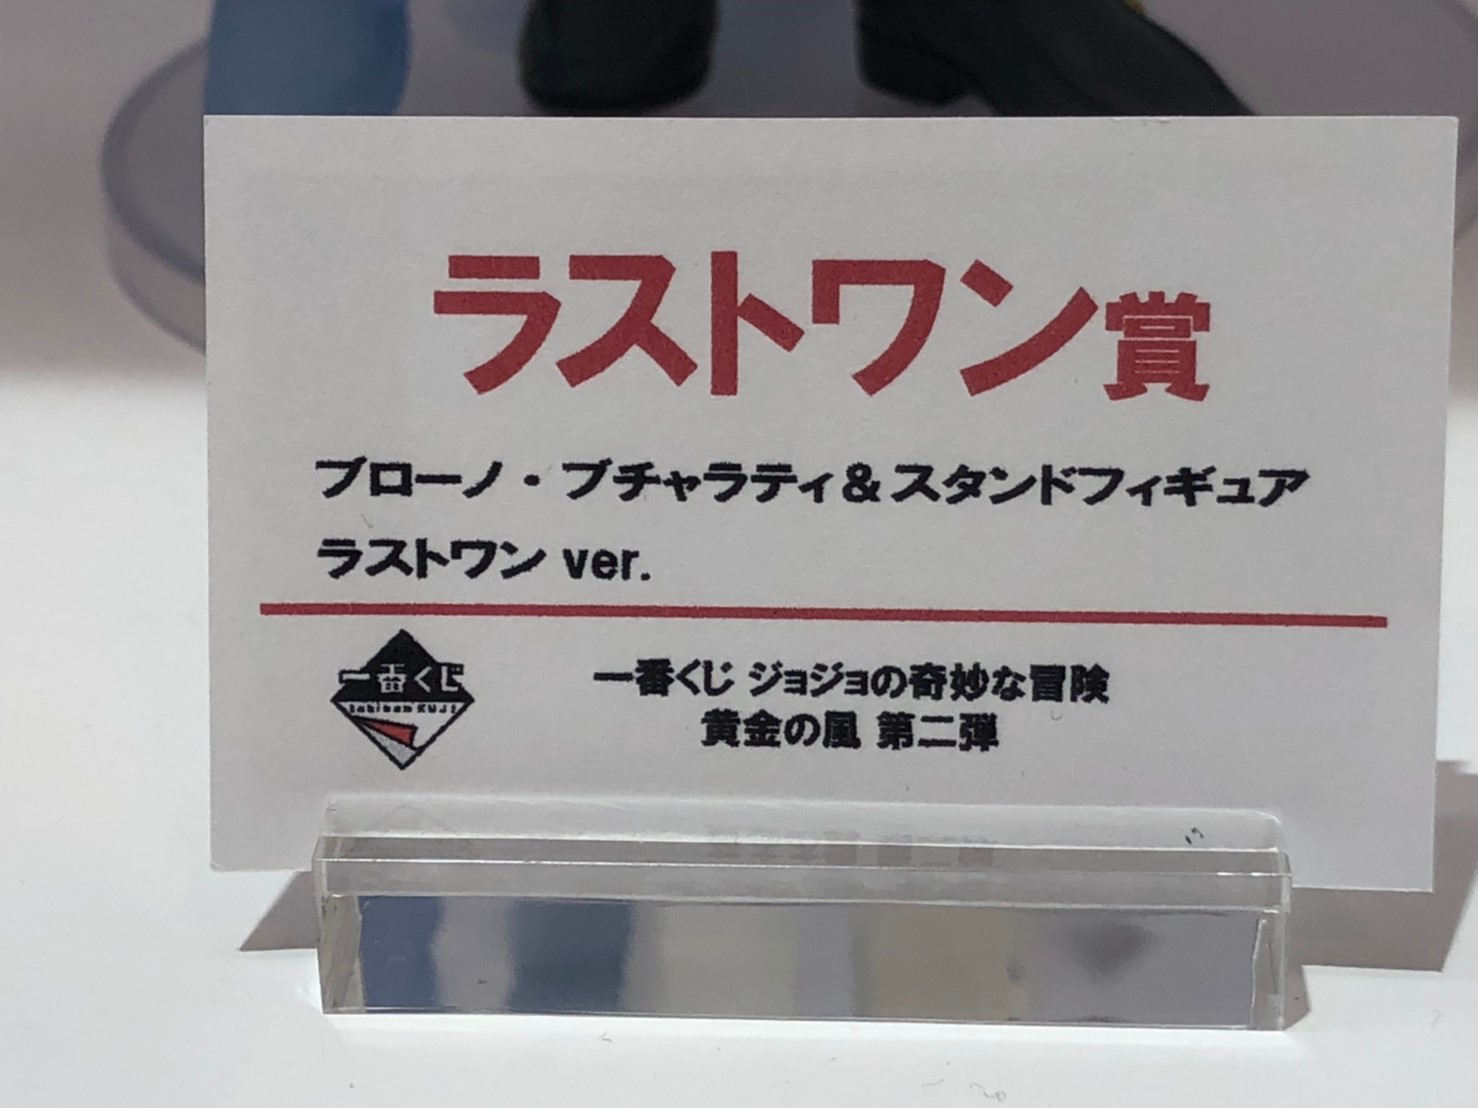 ラストワン賞
ブローノ・ブチャラティ&スタンドフィギュア
ラストワン ver.
一番くじ
Ichiban KUJI
一番くじ ジョジョの奇妙な冒険
黄金の風 第二弾